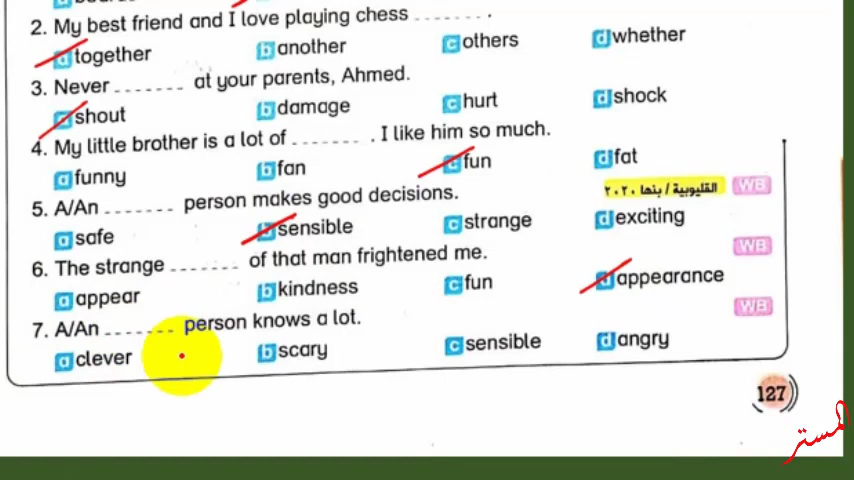 2. My best friend and I love playing chess ....... .
a together b another c others d whether
3. Never ....... at your parents, Ahmed.
a shout b damage c hurt d shock
4. My little brother is a lot of ....... . I like him so much.
a funny b fan c fun d fat
القليوبية / بنها ٢٠٢٠ WB
5. A/An ....... person makes good decisions.
a safe b sensible c strange d exciting
WB
6. The strange ....... of that man frightened me.
a appear b kindness c fun d appearance
WB
7. A/An ....... person knows a lot.
a clever b scary c sensible d angry
127
المستر